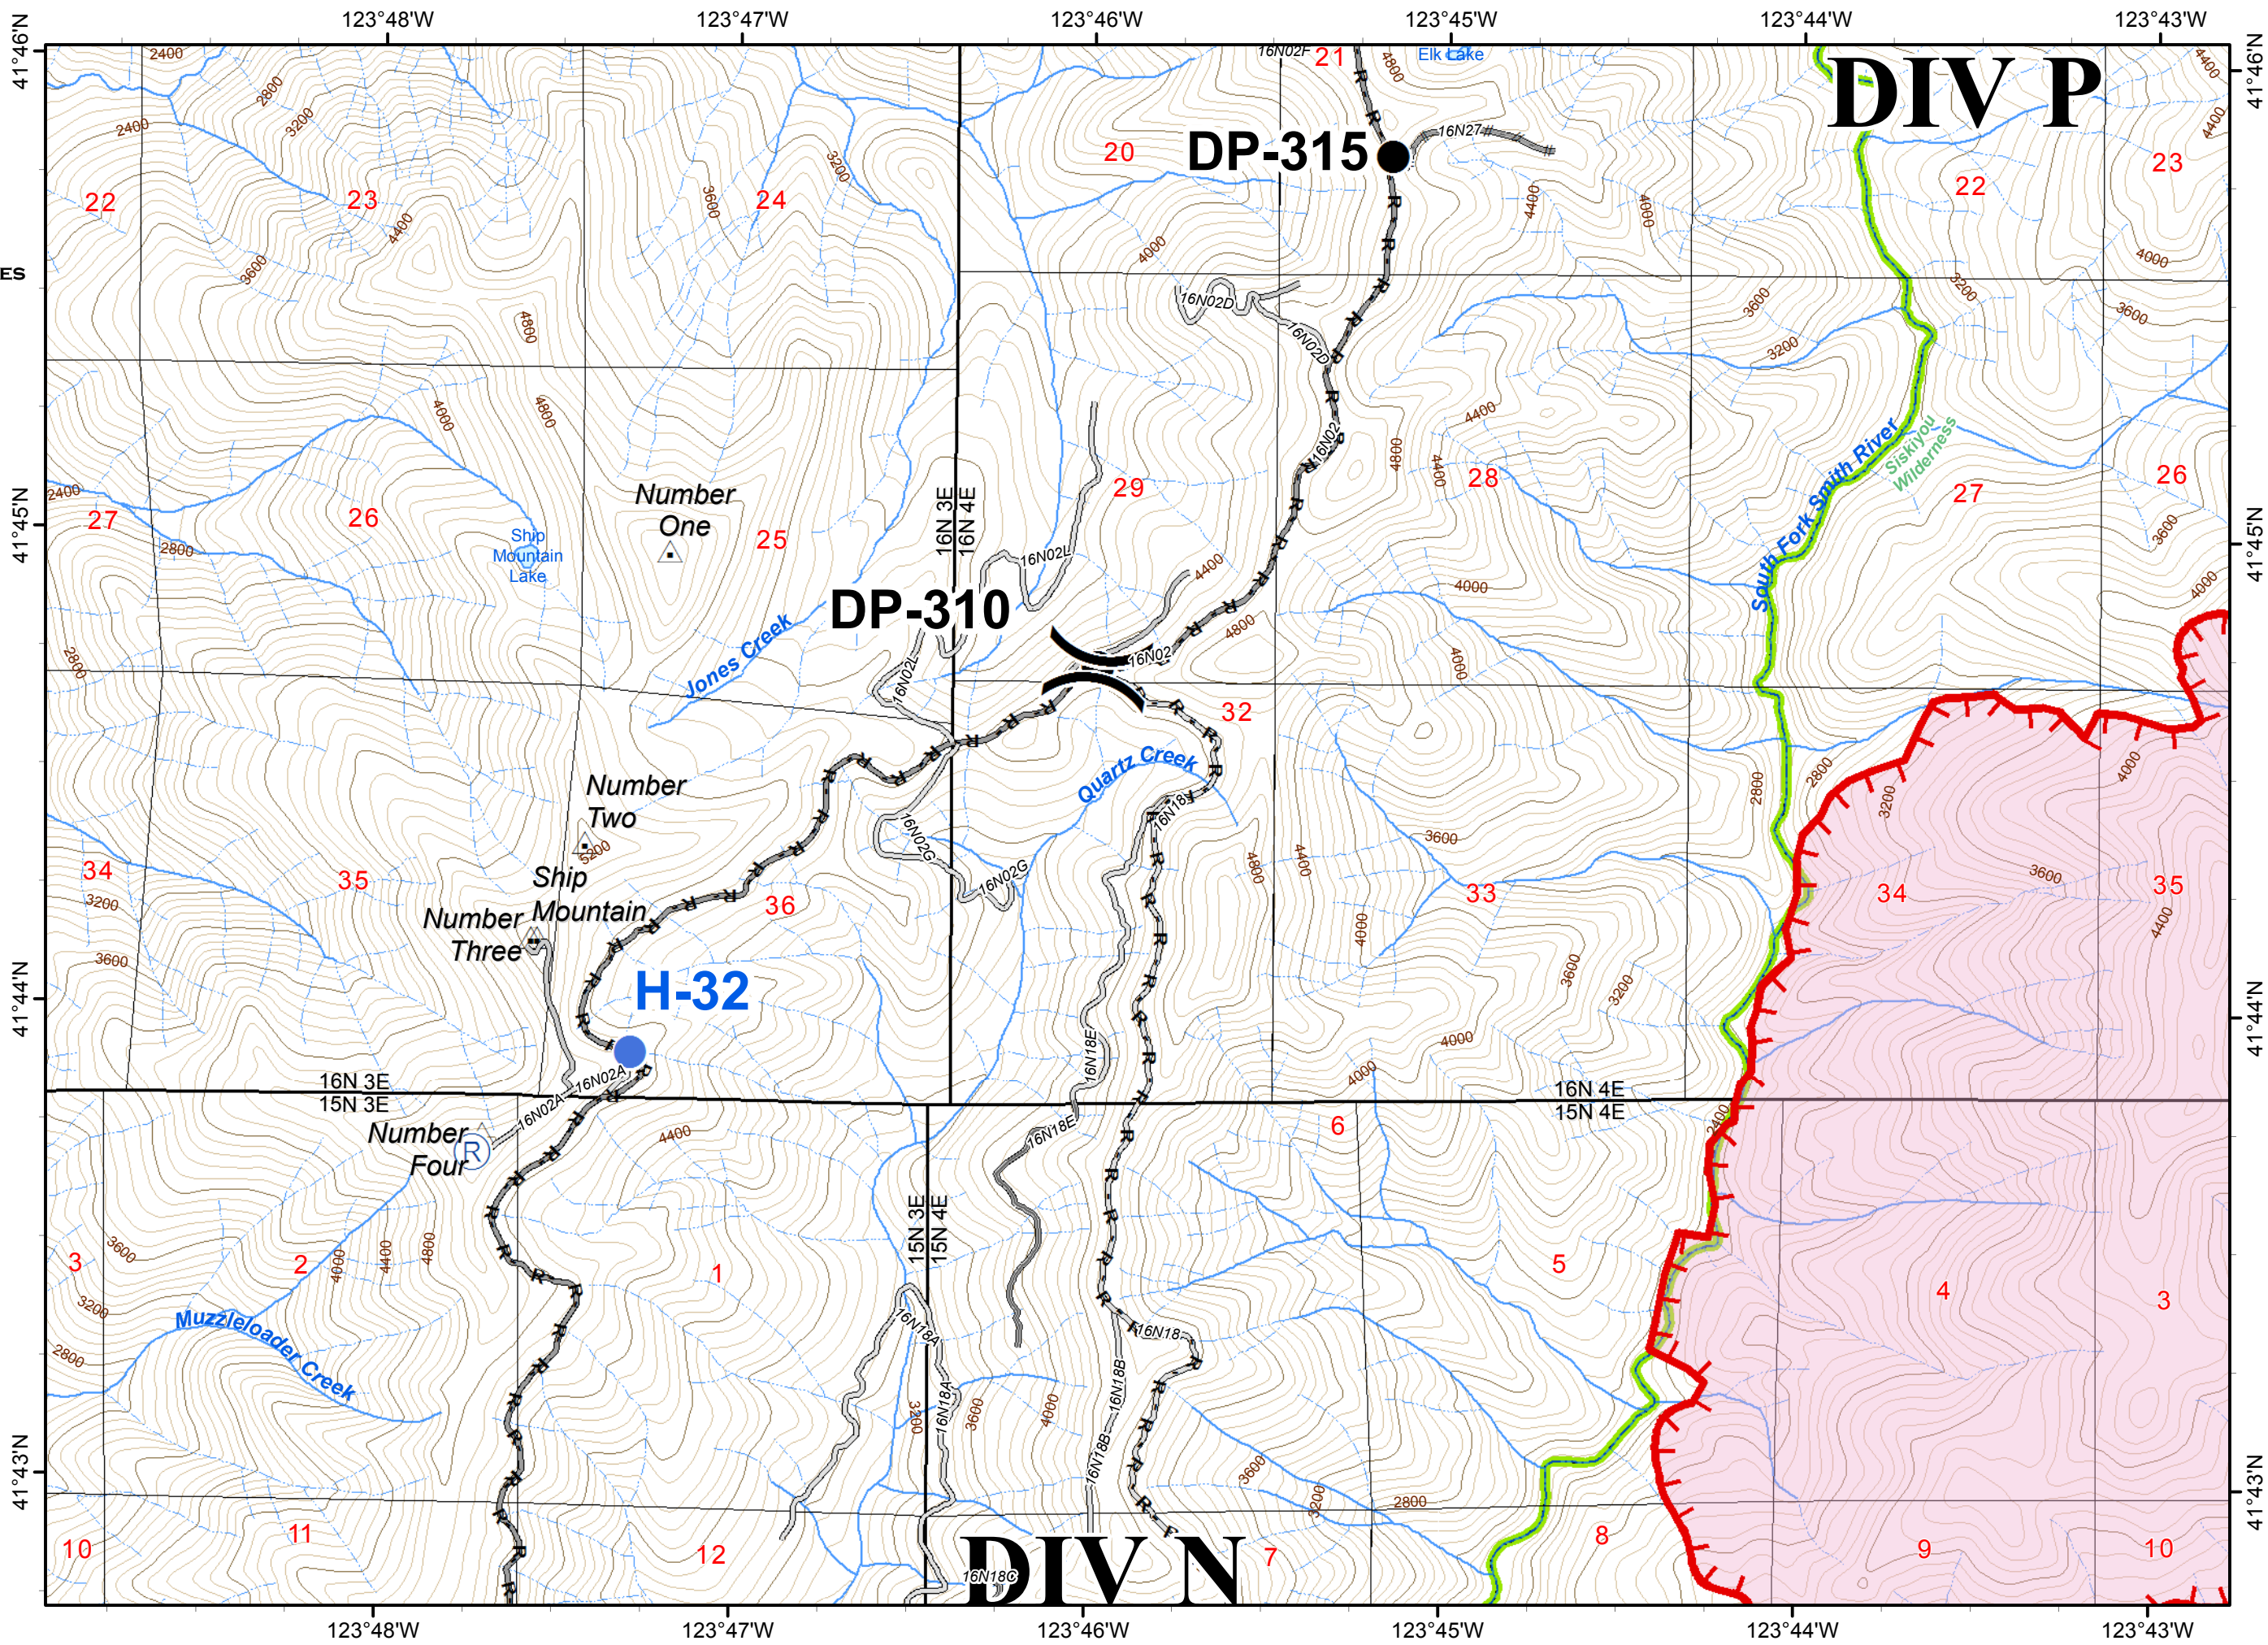 123°48'W 123°47'W 123°46'W 123°45'W 123°44'W 123°43'W
41°46'N
41°46'N
2400
16N02F
21
4800
Elk Lake
DIV P
4400
2800
2400
3200
DP-315
16N27
20
3200
4400
22
23
3600
24
4400
4000
22
23
4400
4000
4000
ES
3600
3200
3600
16N02D
3600
4800
16N02D
3200
4000
4800
4400
16N02
4800
4400
South Fork Smith River
Siskiyou
Wilderness
28
26
29
27
2400
27
26
Number
One
25
16N 3E
16N 4E
41°45'N
41°45'N
3600
2800
Ship
Mountain
Lake
16N02L
4400
4000
4000
DP-310
4800
2800
Jones Creek
16N02L
16N02
4000
32
Quartz Creek
4000
2800
2800
3200
Number
Two
5200
16N18
16N02G
3600
4800
4400
34
35
Ship
Mountain
Number
Three
3200
36
16N02G
33
34
3600
35
4400
4000
3600
3600
3200
41°44'N
H-32
41°44'N
16N18E
4000
4000
16N02A
16N 3E
15N 3E
16N02A
16N 4E
15N 4E
2400
Number
Four
R
4400
16N18E
6
15N 3E
15N 4E
3
3600
2
4000
4400
4800
1
5
4
3
3200
Muzzleloader Creek
2800
16N18A
16N18
16N18B
16N18A
3200
3600
4000
16N18B
3600
3200
2800
41°43'N
41°43'N
10
11
12
DIV N
16N18C
7
8
9
10
123°48'W 123°47'W 123°46'W 123°45'W 123°44'W 123°43'W